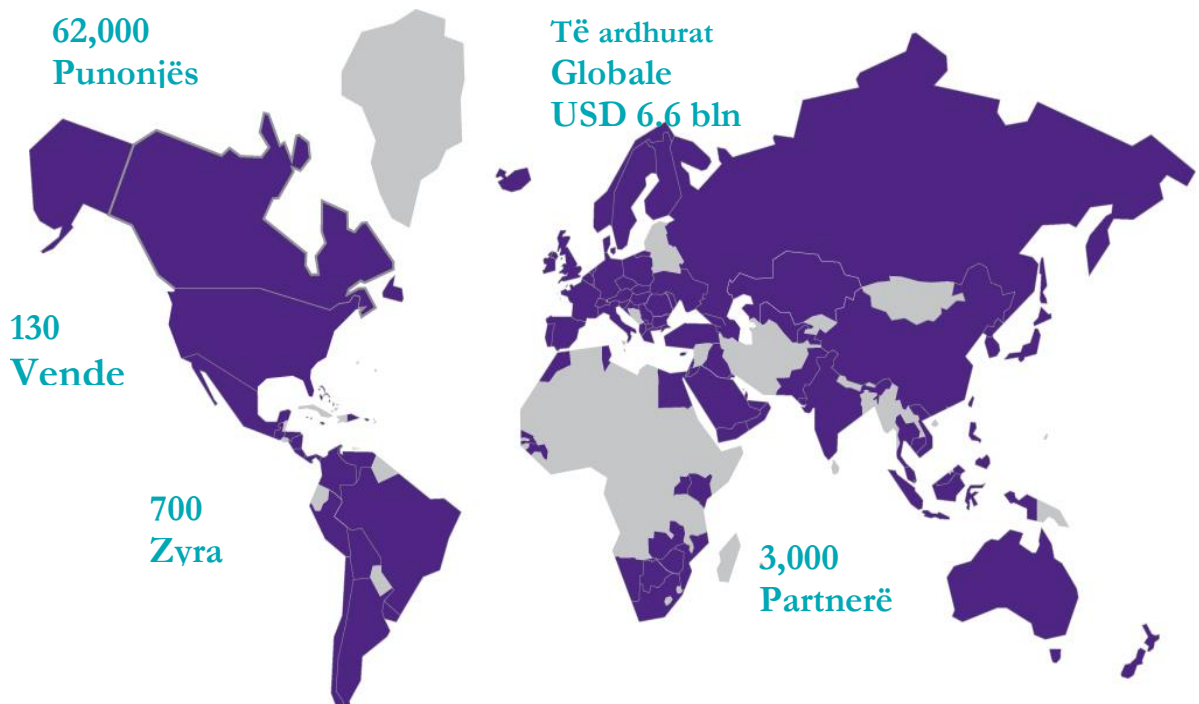 62,000
Punonjës
Të ardhurat
Globale
USD 6.6 bln
130
Vende
700
Zyra
3,000
Partnerë